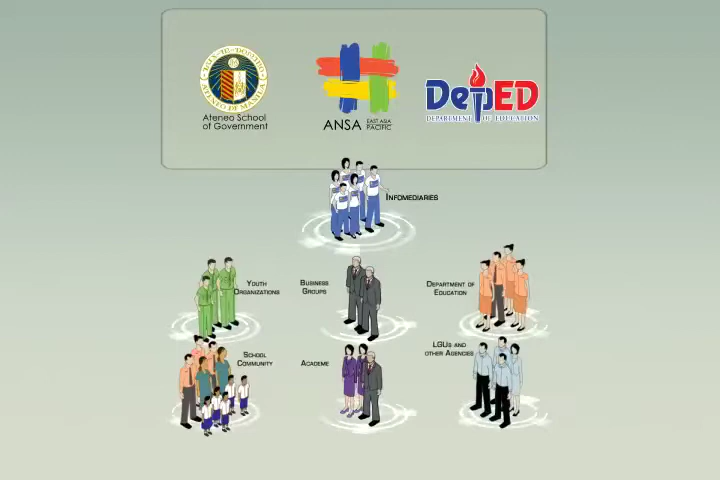 Ateneo School
of Government
ANSA EAST ASIA
PACIFIC
DepED
DEPARTMENT OF EDUCATION
INFOMEDIARIES
YOUTH
ORGANIZATIONS
BUSINESS
GROUPS
DEPARTMENT OF
EDUCATION
SCHOOL
COMMUNITY
ACADEME
LGUS AND
OTHER AGENCIES